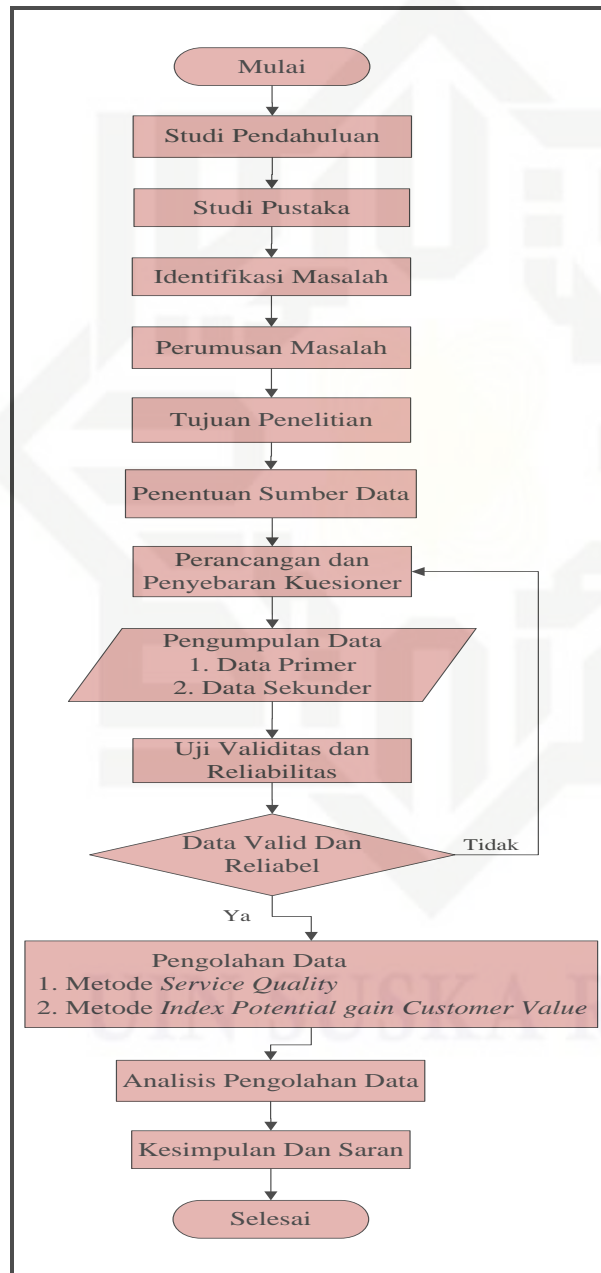 Mulai
Studi Pendahuluan
Studi Pustaka
Identifikasi Masalah
Perumusan Masalah
Tujuan Penelitian
Penentuan Sumber Data
Perancangan dan
Penyebaran Kuesioner
Pengumpulan Data
1. Data Primer
2. Data Sekunder
Uji Validitas dan
Reliabilitas
Data Valid Dan
Reliabel
Tidak
Ya
Pengolahan Data
1. Metode Service Quality
2. Metode Index Potential gain Customer Value
UIN SUSKA R
Analisis Pengolahan Data
Kesimpulan Dan Saran
Selesai